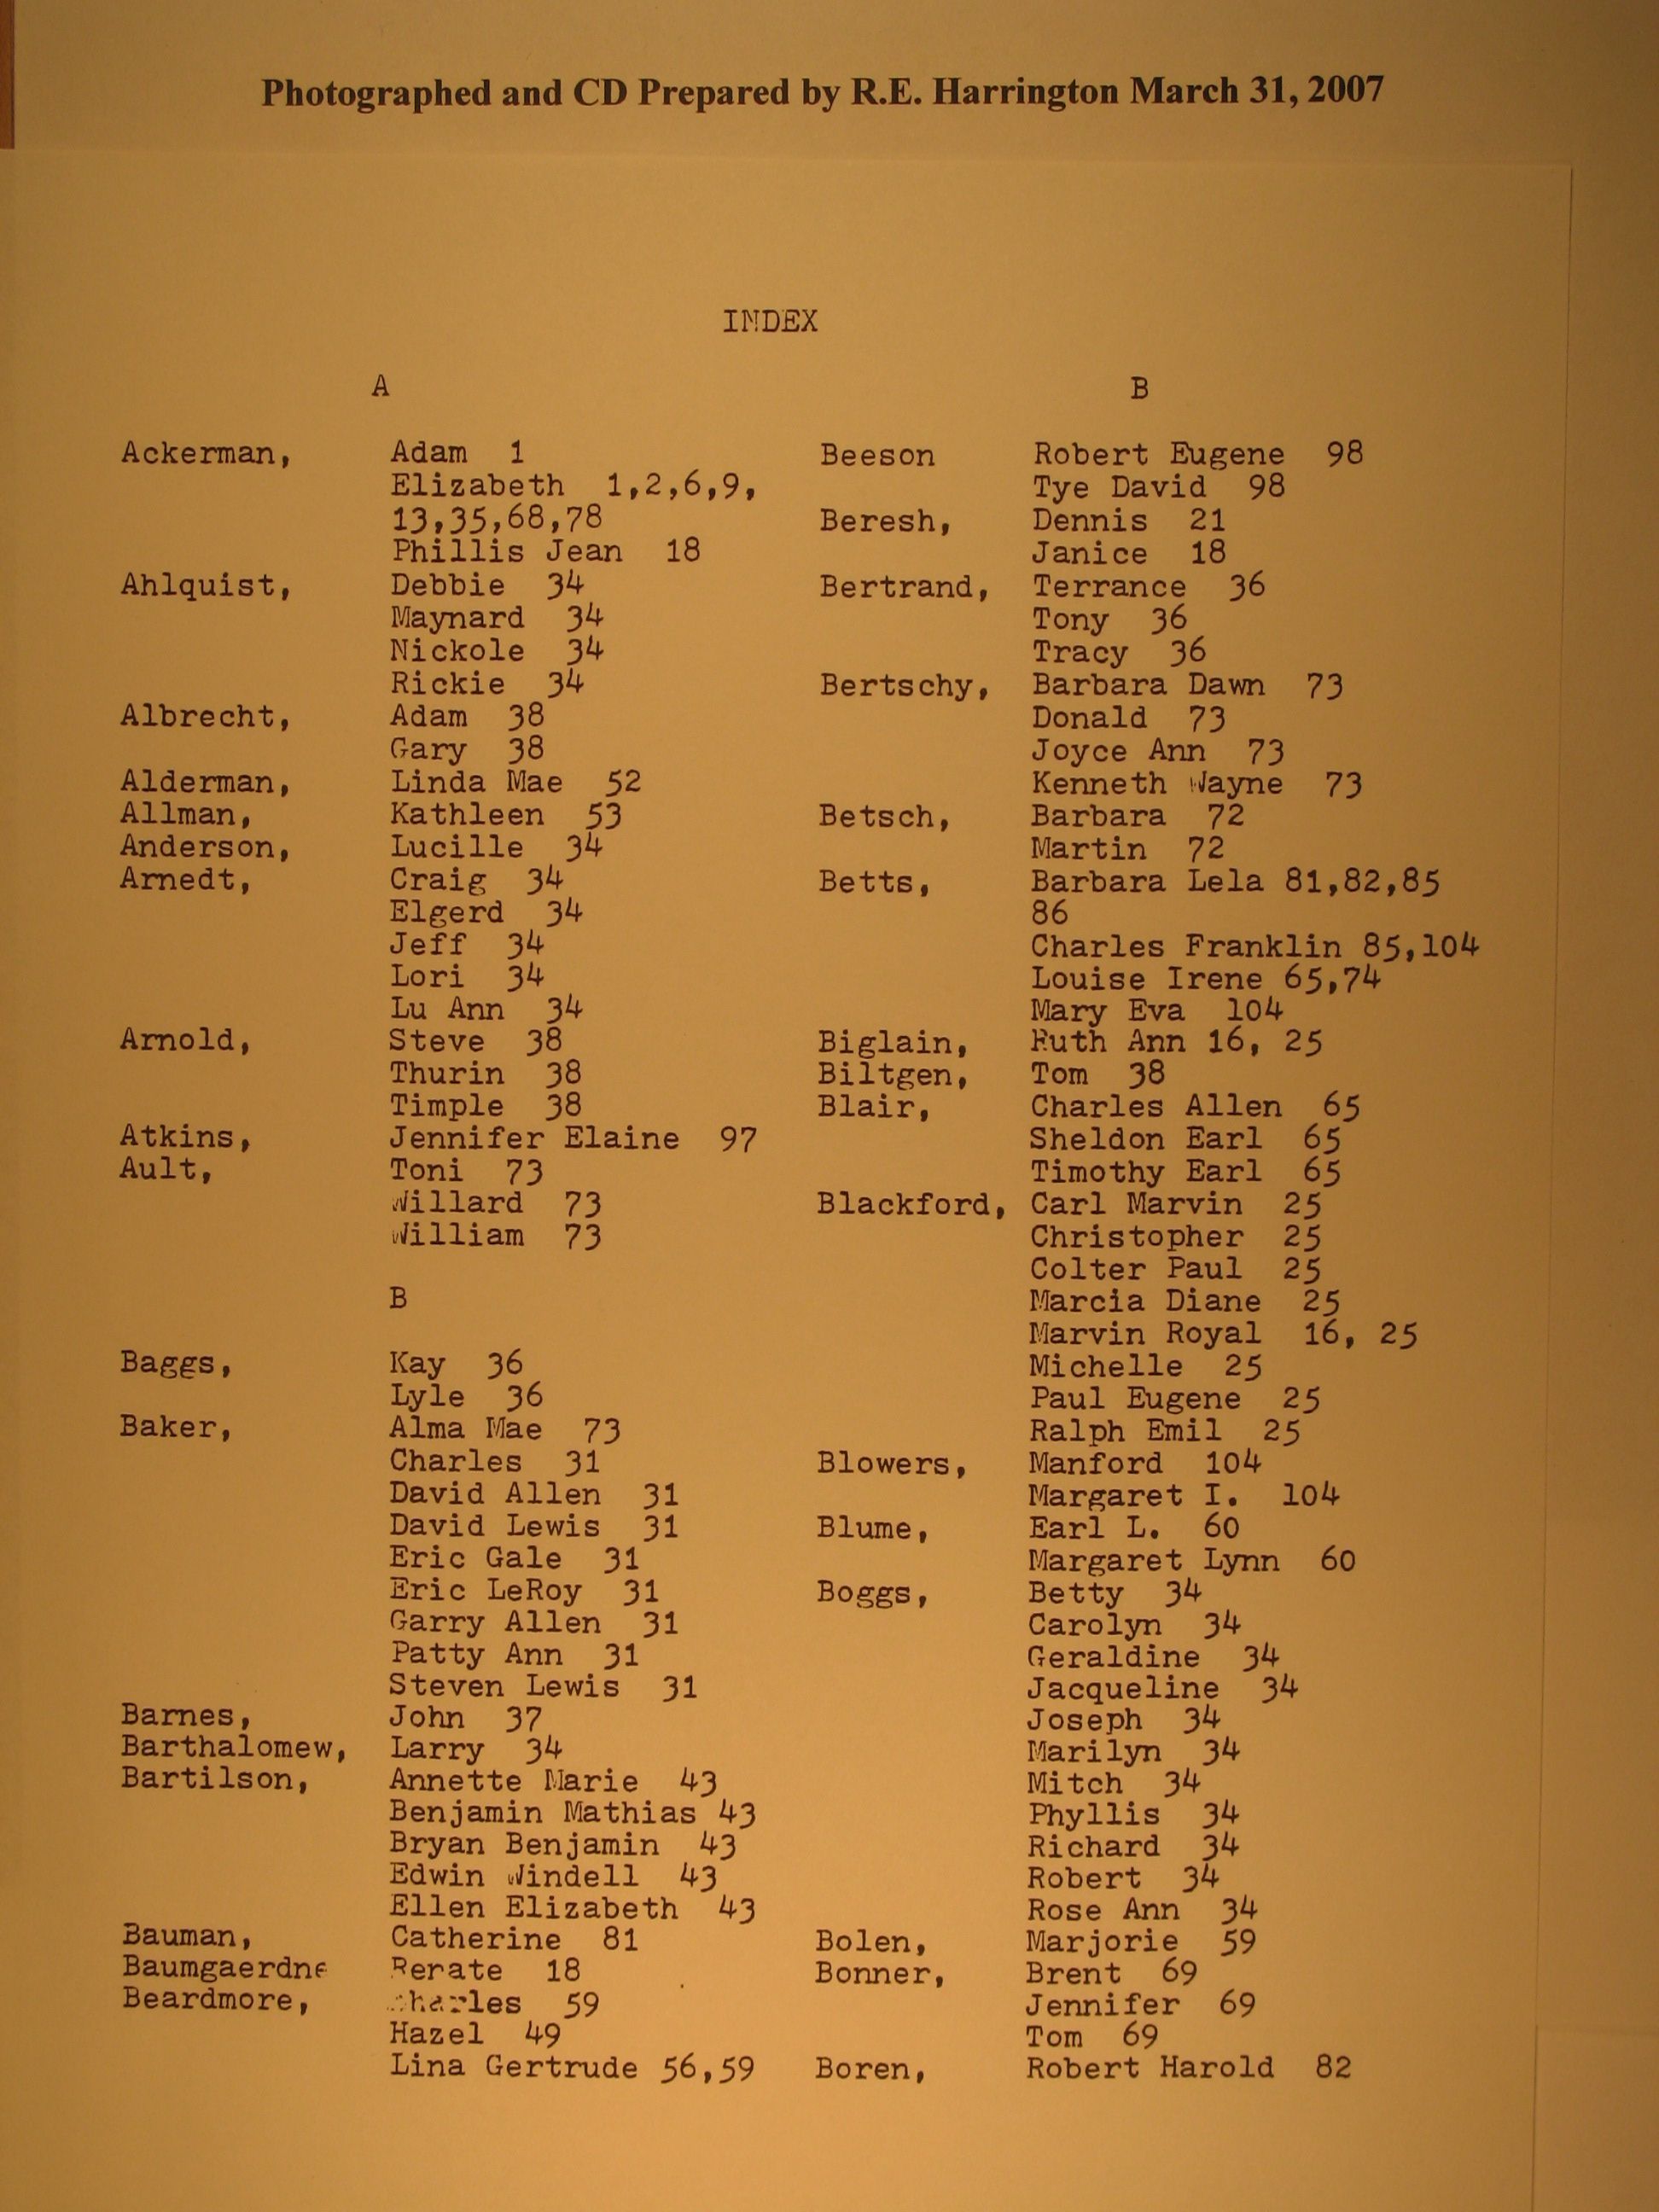 Photographed and CD Prepared by R.E. Harrington March 31, 2007
INDEX
A
Ackerman, Adam 1
Elizabeth 1,2,6,9,
13,35,68,78
Phillis Jean 18
Ahlquist, Debbie 34
Maynard 34
Nickole 34
Rickie 34
Albrecht, Adam 38
Gary 38
Alderman, Linda Mae 52
Allman, Kathleen 53
Anderson, Lucille 34
Arnedt, Craig 34
Elgerd 34
Jeff 34
Lori 34
Lu Ann 34
Arnold, Steve 38
Thurin 38
Timple 38
Atkins, Jennifer Elaine 97
Ault, Toni 73
Willard 73
William 73
B
Baggs, Kay 36
Lyle 36
Baker, Alma Mae 73
Charles 31
David Allen 31
David Lewis 31
Eric Gale 31
Eric LeRoy 31
Garry Allen 31
Patty Ann 31
Steven Lewis 31
Barnes, John 37
Barthalomew, Larry 34
Bartilson, Annette Marie 43
Benjamin Mathias 43
Bryan Benjamin 43
Edwin Windell 43
Ellen Elizabeth 43
Bauman, Catherine 81
Baumgaerdne 18
Beardmore, Charles 59
Hazel 49
Lina Gertrude 56,59
B
Beeson Robert Eugene 98
Tye David 98
Beresh, Dennis 21
Janice 18
Bertrand, Terrance 36
Tony 36
Tracy 36
Bertschy, Barbara Dawn 73
Donald 73
Joyce Ann 73
Kenneth Wayne 73
Betsch, Barbara 72
Martin 72
Betts, Barbara Lela 81,82,85
86
Charles Franklin 85,104
Louise Irene 65,74
Mary Eva 104
Biglain, Ruth Ann 16, 25
Biltgen, Tom 38
Blair, Charles Allen 65
Sheldon Earl 65
Timothy Earl 65
Blackford, Carl Marvin 25
Christopher 25
Colter Paul 25
Marcia Diane 25
Marvin Royal 16, 25
Michelle 25
Paul Eugene 25
Ralph Emil 25
Blowers, Manford 104
Margaret I. 104
Blume, Earl L. 60
Margaret Lynn 60
Boggs, Betty 34
Carolyn 34
Geraldine 34
Jacqueline 34
Joseph 34
Marilyn 34
Mitch 34
Phyllis 34
Richard 34
Robert 34
Rose Ann 34
Bolen, Marjorie 59
Bonner, Brent 69
Jennifer 69
Tom 69
Boren, Robert Harold 82